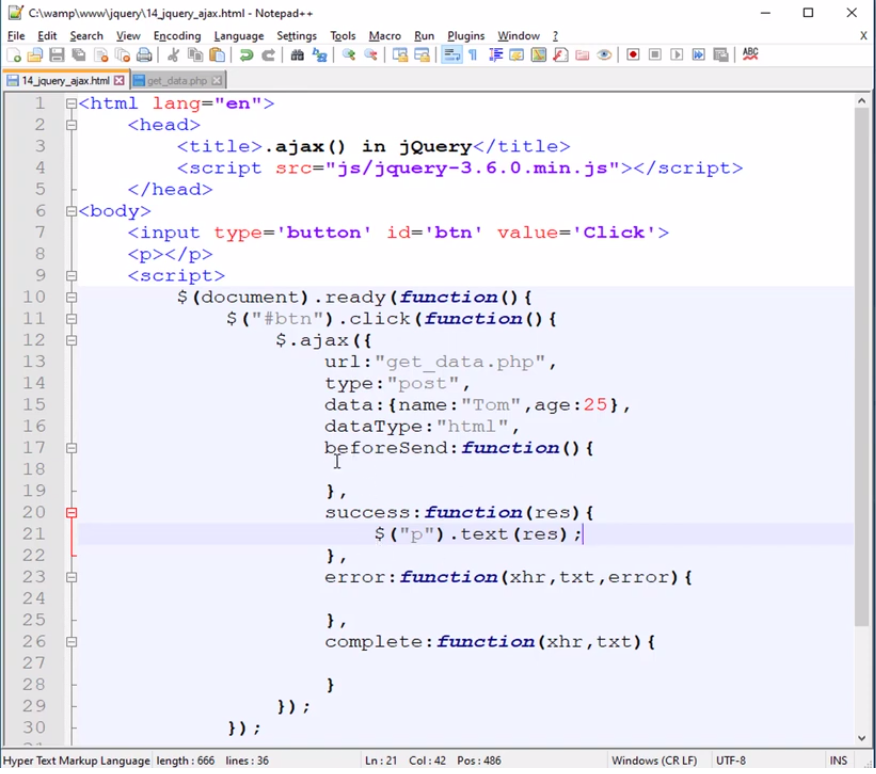 C:\wamp\www\jquery\14_jquery_ajax.html - Notepad++
File Edit Search View Encoding Language Settings Tools Macro Run Plugins Window ? X
ABC
14_jquery_ajax.html get_data.php
1 <html lang="en">
2 <head>
3 <title>.ajax() in jQuery</title>
4 <script src="js/jquery-3.6.0.min.js"></script>
5 </head>
6 <body>
7 <input type='button' id='btn' value='Click'>
8 <p></p>
9 <script>
10 $(document).ready(function(){
11 $("#btn").click(function(){
12 $.ajax({
13 url:"get_data.php",
14 type:"post",
15 data:{name:"Tom",age:25},
16 dataType:"html",
17 beforeSend:function(){
18
19 },
20 success:function(res){
21 $("p").text(res);
22 },
23 error:function(xhr,txt,error){
24
25 },
26 complete:function(xhr,txt){
27
28 }
29 });
30 });
Hyper Text Markup Language length : 666 lines : 36 Ln : 21 Col : 42 Pos : 486 Windows (CR LF) UTF-8 INS